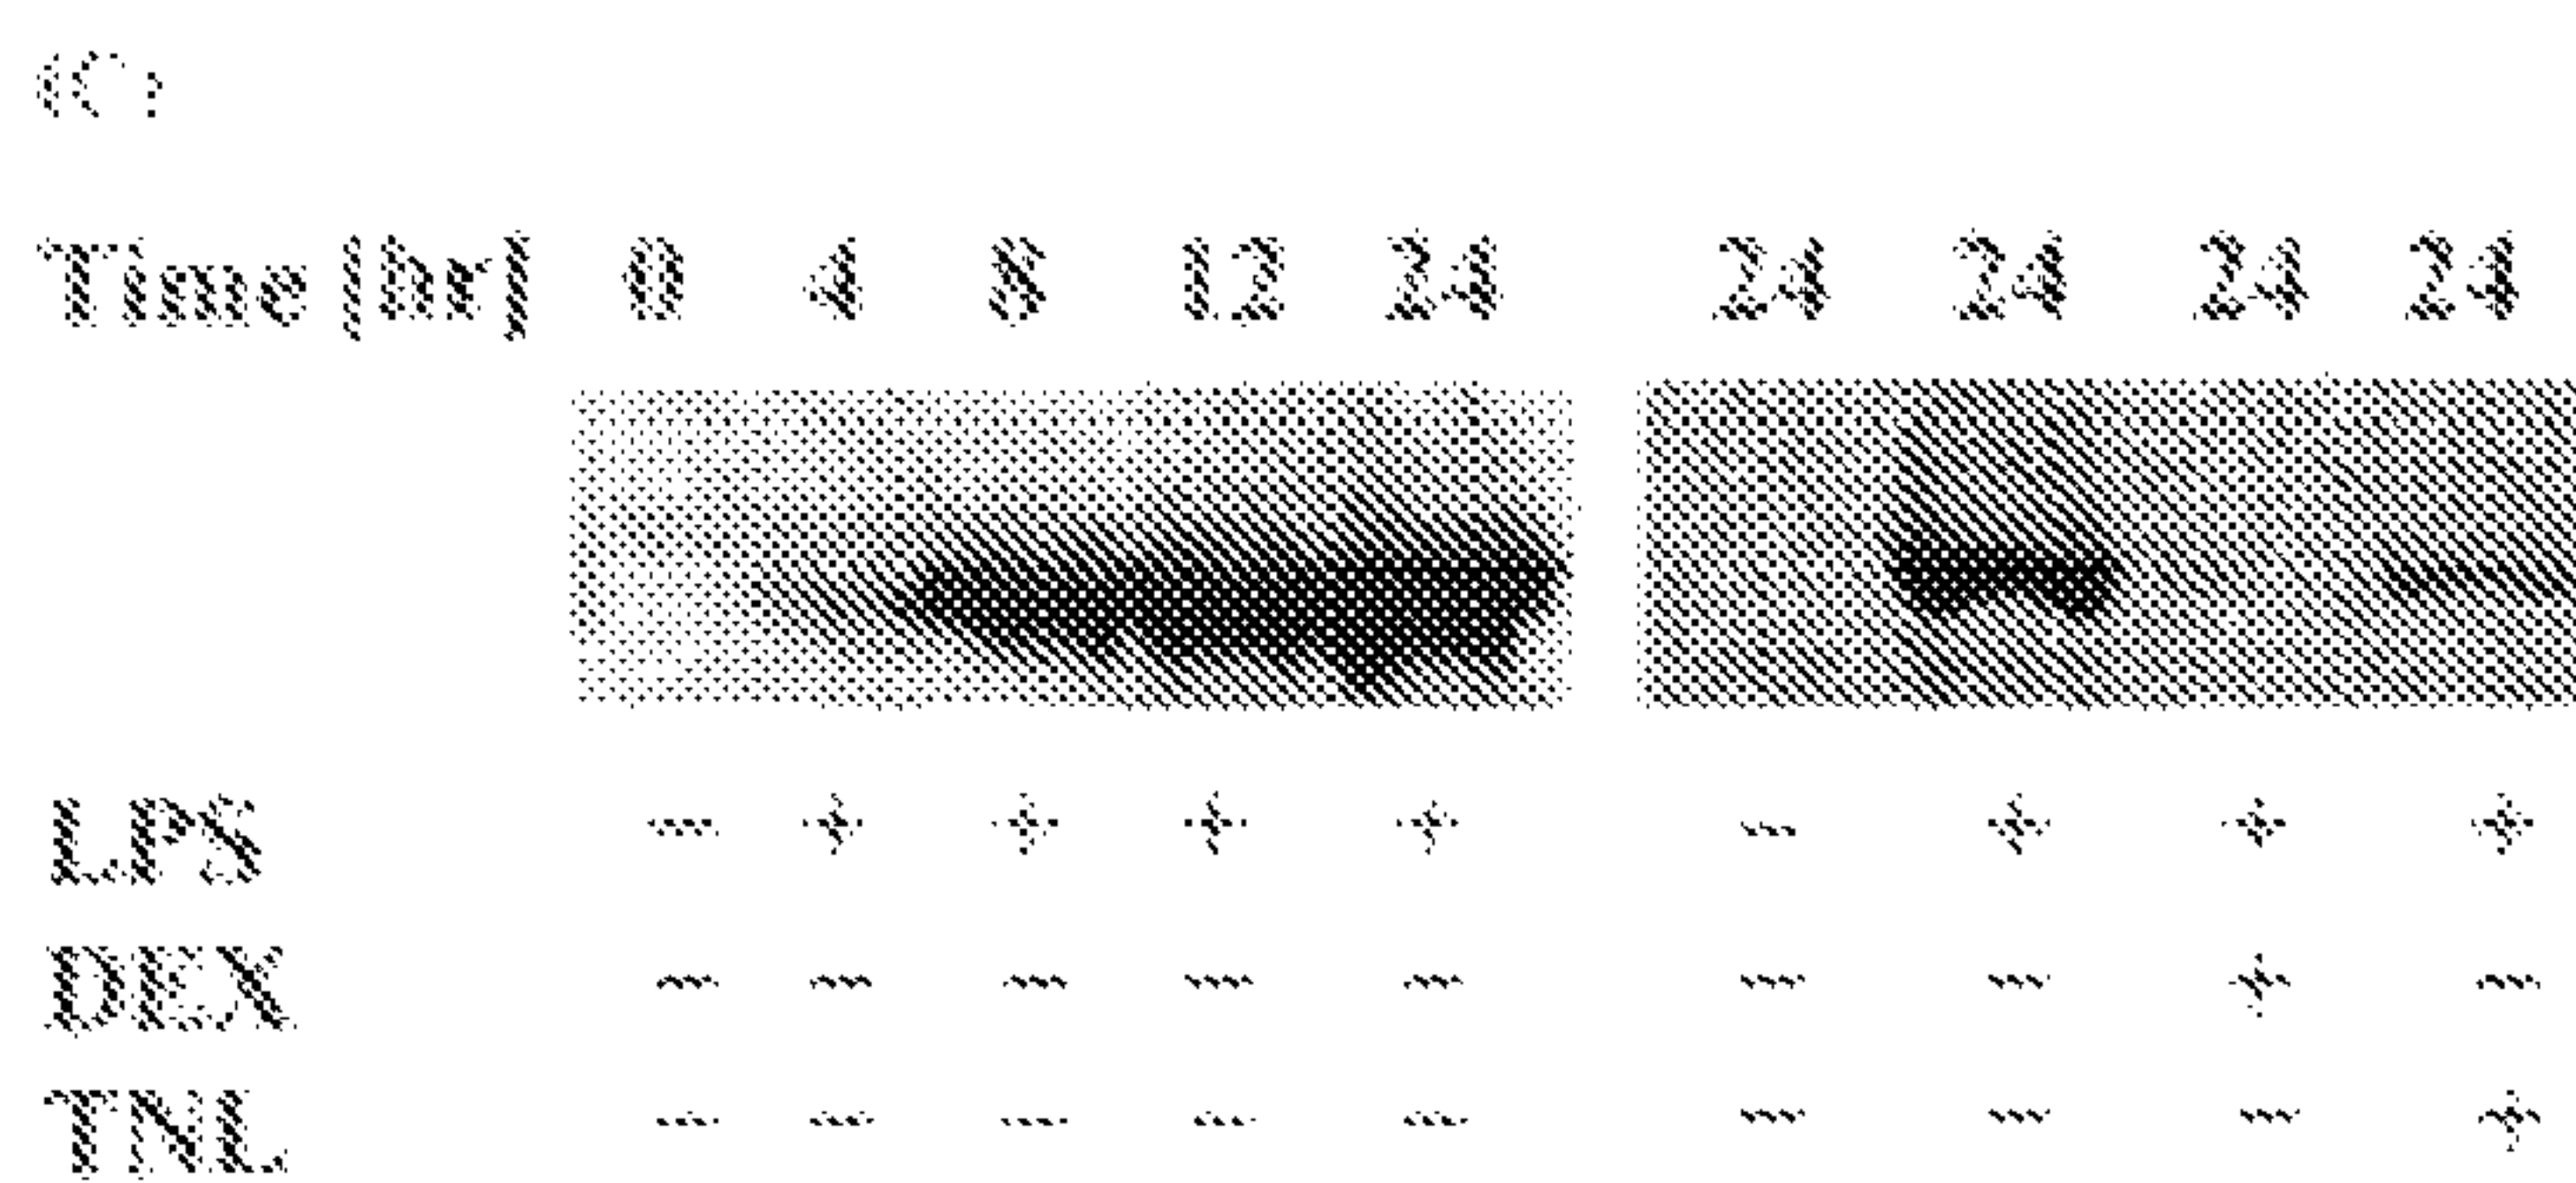 (C)
Time [hr] 0 4 8 12 24 24 24 24 24
LPS - + + + + - + + +
DEX - - - - - - - + -
TNL - - - - - - - - +